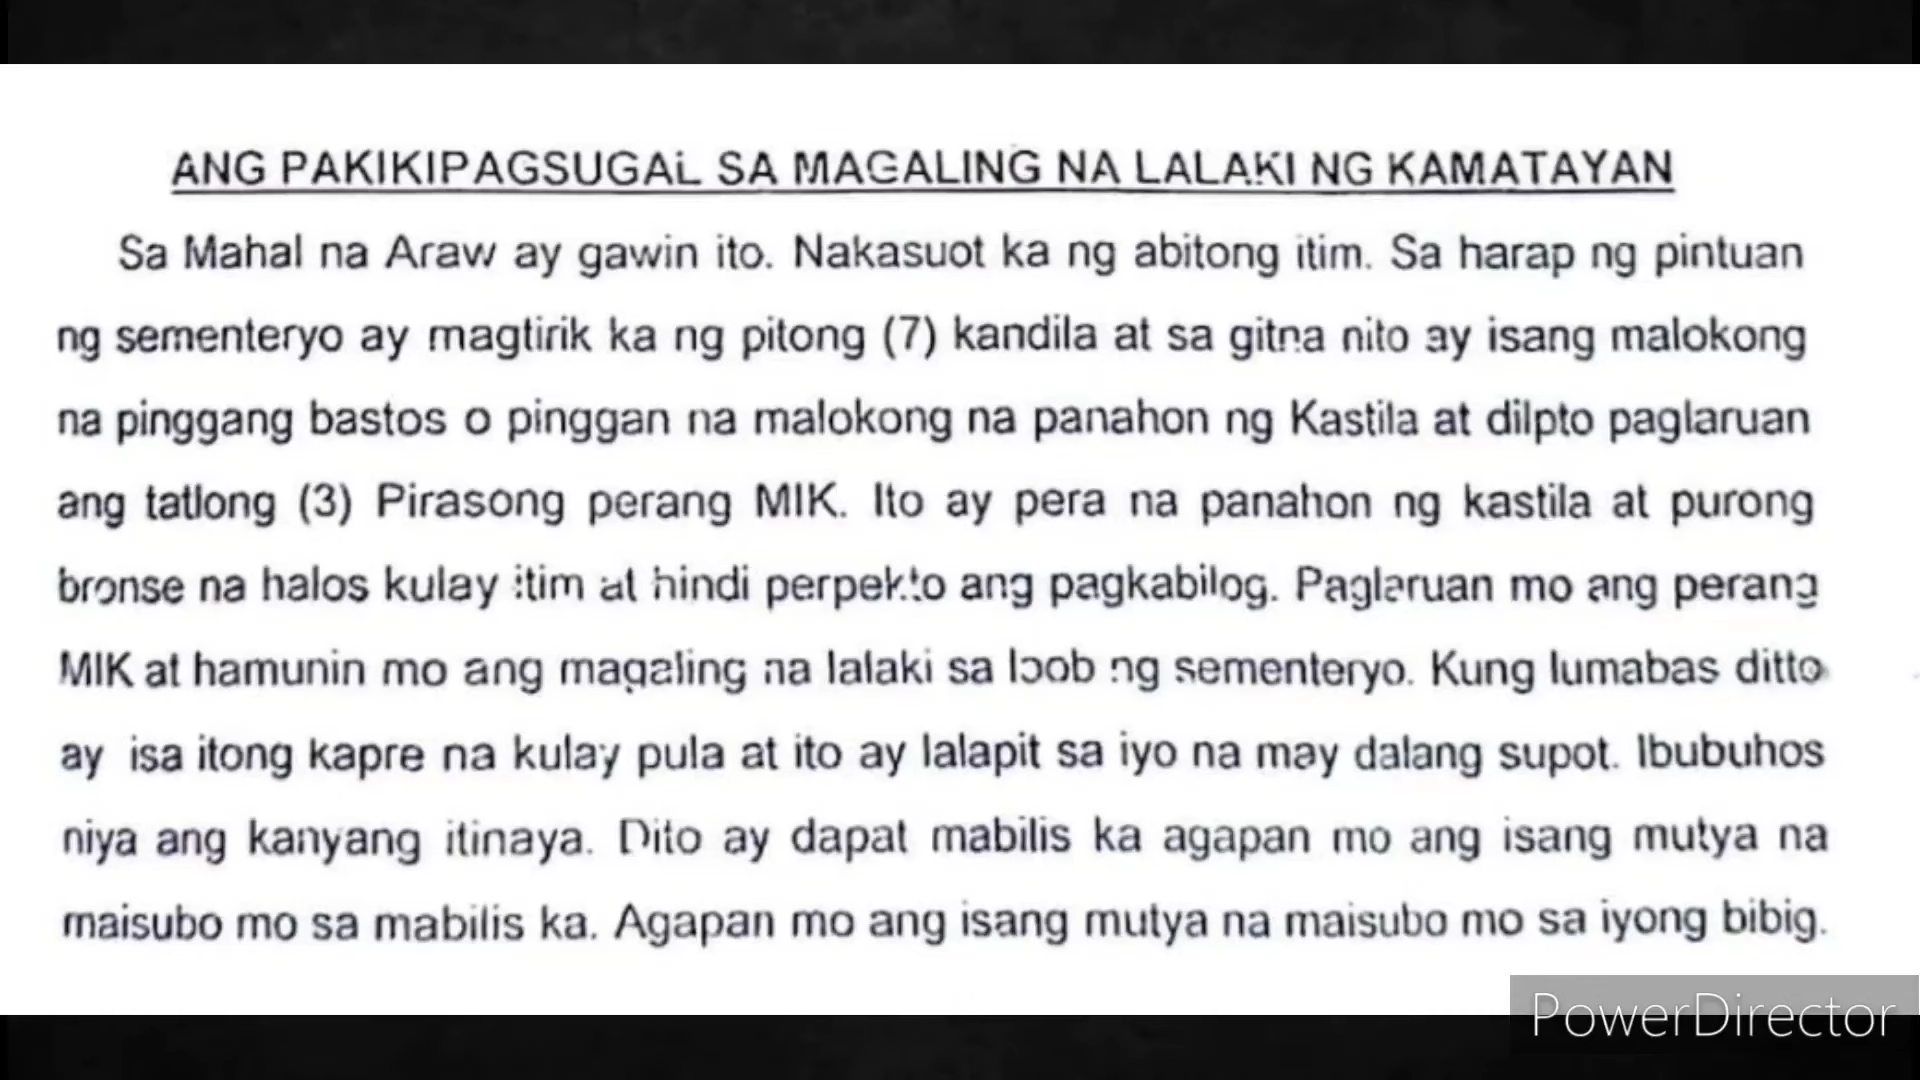 ANG PAKIKIPAGSUGAL SA MAGALING NA LALAKI NG KAMATAYAN
Sa Mahal na Araw ay gawin ito. Nakasuot ka ng abitong itim. Sa harap ng pintuan
ng sementeryo ay magtirik ka ng pitong (7) kandila at sa gitna nito ay isang malokong
na pinggang bastos o pinggan na malokong na panahon ng Kastila at dilpto paglaruan
ang tatlong (3) Pirasong perang MIK. Ito ay pera na panahon ng kastila at purong
bronse na halos kulay itim at hindi perpekto ang pagkabilog. Paglaruan mo ang perang
MIK at hamunin mo ang magaling na lalaki sa loob ng sementeryo. Kung lumabas ditto
ay isa itong kapre na kulay pula at ito ay lalapit sa iyo na may dalang supot. Ibubuhos
niya ang kanyang itinaya. Dito ay dapat mabilis ka agapan mo ang isang mutya na
maisubo mo sa mabilis ka. Agapan mo ang isang mutya na maisubo mo sa iyong bibig.
PowerDirector